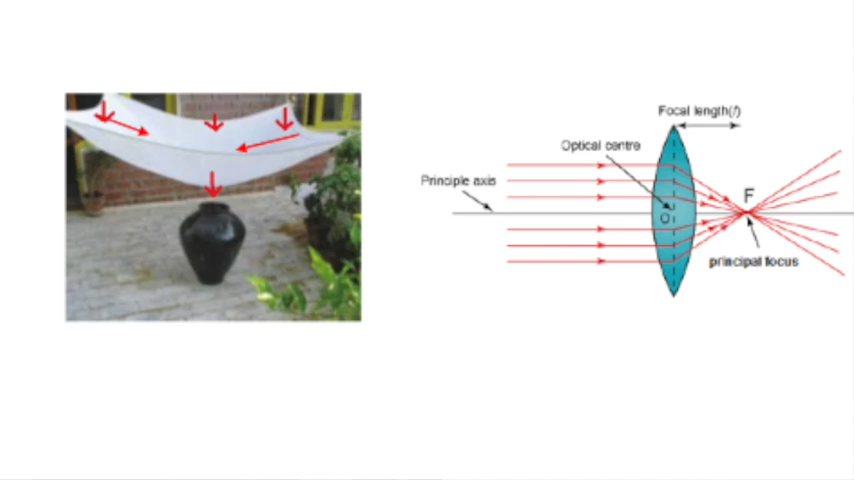 Focal length(f)
Optical centre
Principle axis
F
O
principal focus